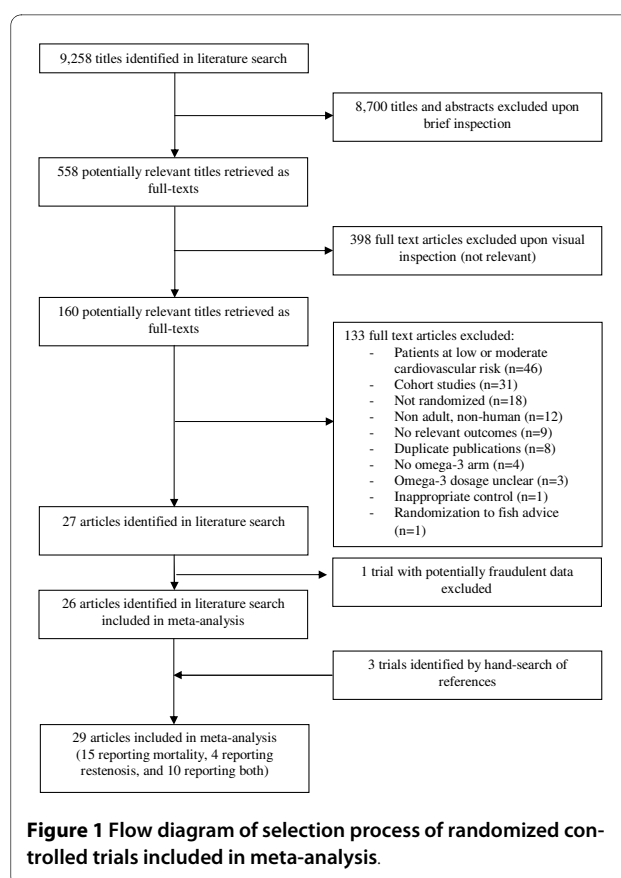 9,258 titles identified in literature search
8,700 titles and abstracts excluded upon
brief inspection
558 potentially relevant titles retrieved as
full-texts
398 full text articles excluded upon visual
inspection (not relevant)
160 potentially relevant titles retrieved as
full-texts
133 full text articles excluded:
- Patients at low or moderate
cardiovascular risk (n=46)
- Cohort studies (n=31)
- Not randomized (n=18)
- Non adult, non-human (n=12)
- No relevant outcomes (n=9)
- Duplicate publications (n=8)
- No omega-3 arm (n=4)
- Omega-3 dosage unclear (n=3)
- Inappropriate control (n=1)
- Randomization to fish advice
(n=1)
27 articles identified in literature search
1 trial with potentially fraudulent data
excluded
26 articles identified in literature search
included in meta-analysis
3 trials identified by hand-search of
references
29 articles included in meta-analysis
(15 reporting mortality, 4 reporting
restenosis, and 10 reporting both)
Figure 1 Flow diagram of selection process of randomized con-
trolled trials included in meta-analysis.